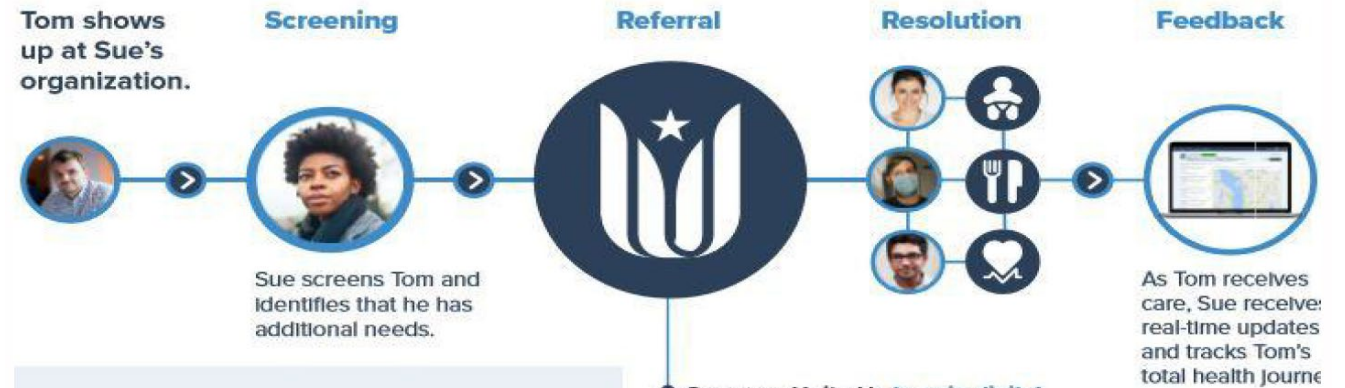 Tom shows
up at Sue's
organization.
Screening
Referral
Resolution
Feedback
Sue screens Tom and
identifies that he has
additional needs.
As Tom receives
care, Sue receives
real-time updates
and tracks Tom's
total health journe